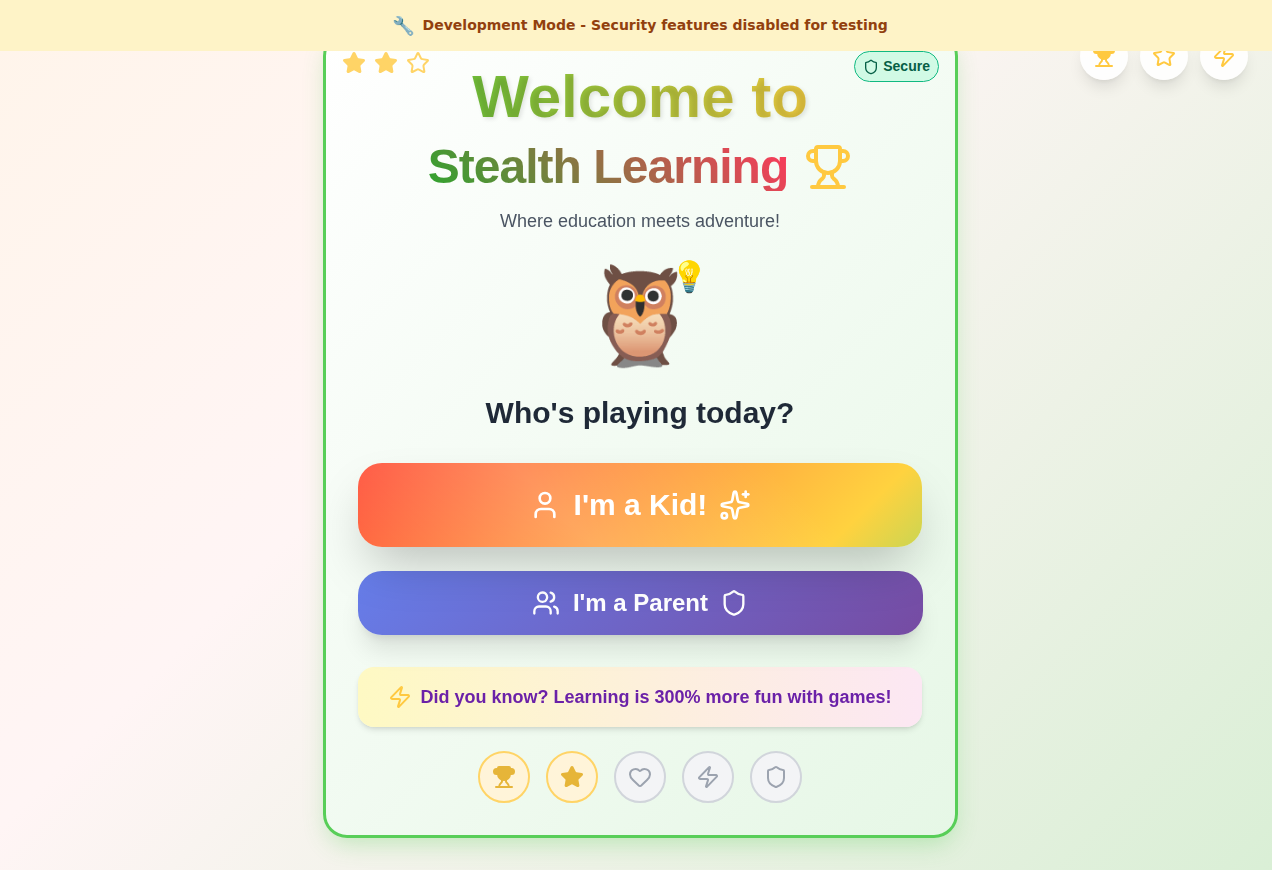 Development Mode - Security features disabled for testing
Secure
Welcome to
Stealth Learning
Where education meets adventure!
Who's playing today?
I'm a Kid!
I'm a Parent
Did you know? Learning is 300% more fun with games!